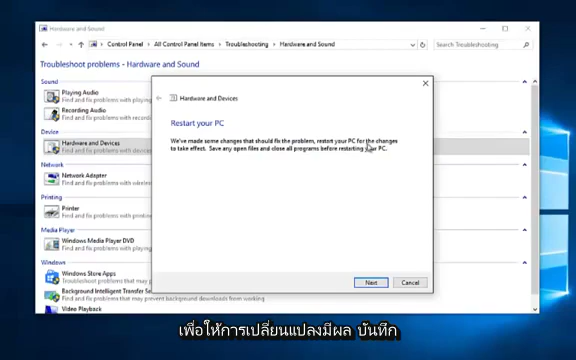 Hardware and Sound
Control Panel > All Control Panel Items > Troubleshooting > Hardware and Sound
Search Troubleshooting
Troubleshoot problems - Hardware and Sound
Sound
Playing Audio
Find and fix problems with playing
Recording Audio
Find and fix problems with record
Device
Hardware and Devices
Find and fix problems with devices
Network
Network Adapter
Find and fix problems with wireles
Printing
Printer
Find and fix problems with printin
Media Player
Windows Media Player DVD
Find and fix problems with playing
Windows
Windows Store Apps
Troubleshoot problems that may p
Background Intelligent Transfer Se
Find and fix problems that may prevent background downloads from working
Video Playback
Hardware and Devices
Restart your PC
We've made some changes that should fix the problem, restart your PC for the changes
to take effect. Save any open files and close all programs before restarting your PC.
Next
Cancel
เพื่อให้การเปลี่ยนแปลงมีผล บันทึก